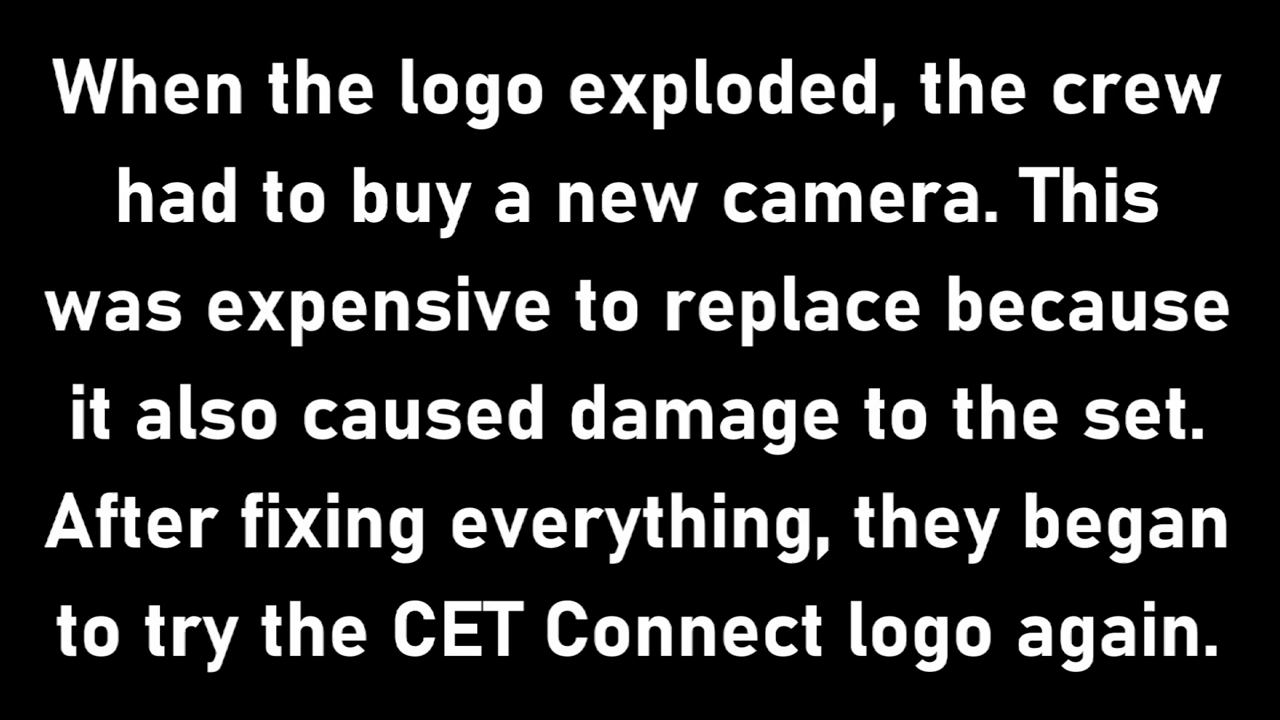 When the logo exploded, the crew
had to buy a new camera. This
was expensive to replace because
it also caused damage to the set.
After fixing everything, they began
to try the CET Connect logo again.